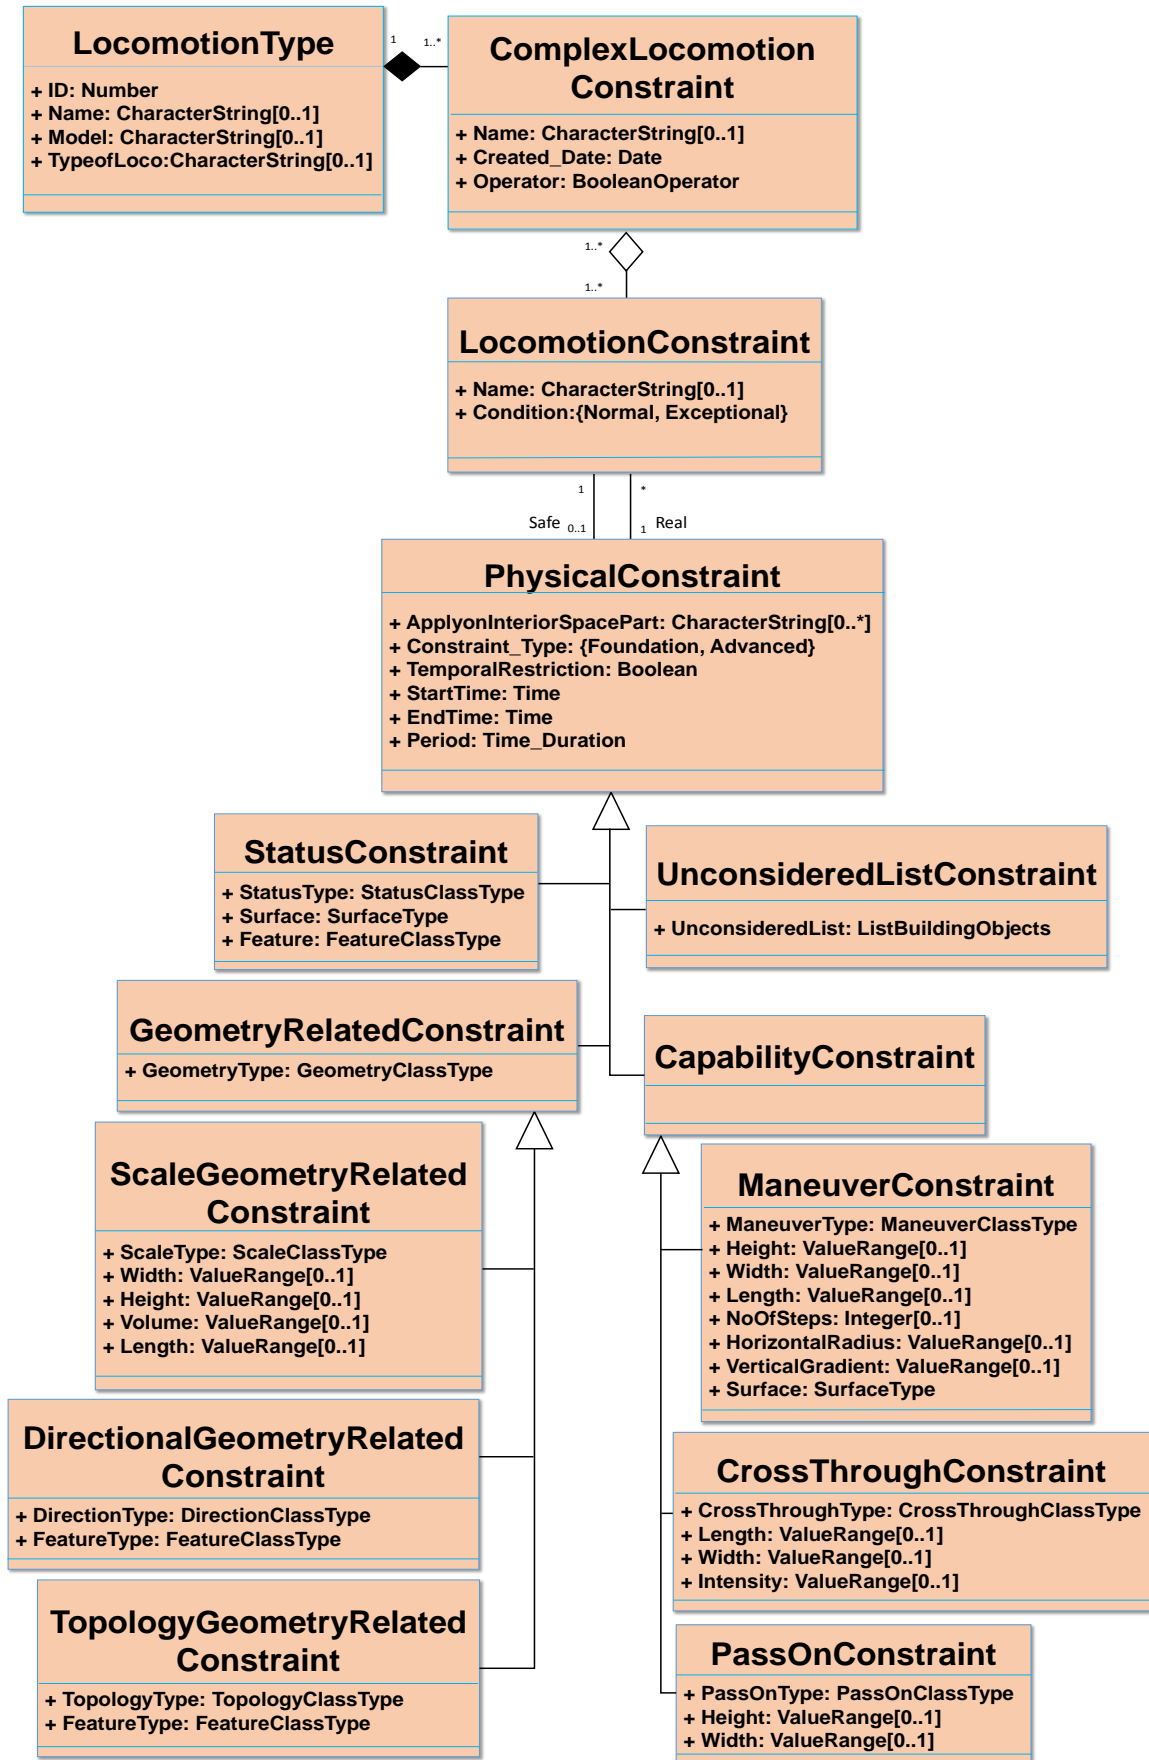 LocomotionType
+ ID: Number
+ Name: CharacterString[0..1]
+ Model: CharacterString[0..1]
+ TypeofLoco:CharacterString[0..1]
1
1..*
ComplexLocomotion
Constraint
+ Name: CharacterString[0..1]
+ Created_Date: Date
+ Operator: BooleanOperator
1..*
1..*
LocomotionConstraint
+ Name: CharacterString[0..1]
+ Condition:{Normal, Exceptional}
1
*
Safe 0..1
1 Real
PhysicalConstraint
+ ApplyonInteriorSpacePart: CharacterString[0..*]
+ Constraint_Type: {Foundation, Advanced}
+ TemporalRestriction: Boolean
+ StartTime: Time
+ EndTime: Time
+ Period: Time_Duration
StatusConstraint
+ StatusType: StatusClassType
+ Surface: SurfaceType
+ Feature: FeatureClassType
UnconsideredListConstraint
+ UnconsideredList: ListBuildingObjects
GeometryRelatedConstraint
+ GeometryType: GeometryClassType
CapabilityConstraint
ScaleGeometryRelated
Constraint
+ ScaleType: ScaleClassType
+ Width: ValueRange[0..1]
+ Height: ValueRange[0..1]
+ Volume: ValueRange[0..1]
+ Length: ValueRange[0..1]
ManeuverConstraint
+ ManeuverType: ManeuverClassType
+ Height: ValueRange[0..1]
+ Width: ValueRange[0..1]
+ Length: ValueRange[0..1]
+ NoOfSteps: Integer[0..1]
+ HorizontalRadius: ValueRange[0..1]
+ VerticalGradient: ValueRange[0..1]
+ Surface: SurfaceType
DirectionalGeometryRelated
Constraint
+ DirectionType: DirectionClassType
+ FeatureType: FeatureClassType
CrossThroughConstraint
+ CrossThroughType: CrossThroughClassType
+ Length: ValueRange[0..1]
+ Width: ValueRange[0..1]
+ Intensity: ValueRange[0..1]
TopologyGeometryRelated
Constraint
+ TopologyType: TopologyClassType
+ FeatureType: FeatureClassType
PassOnConstraint
+ PassOnType: PassOnClassType
+ Height: ValueRange[0..1]
+ Width: ValueRange[0..1]